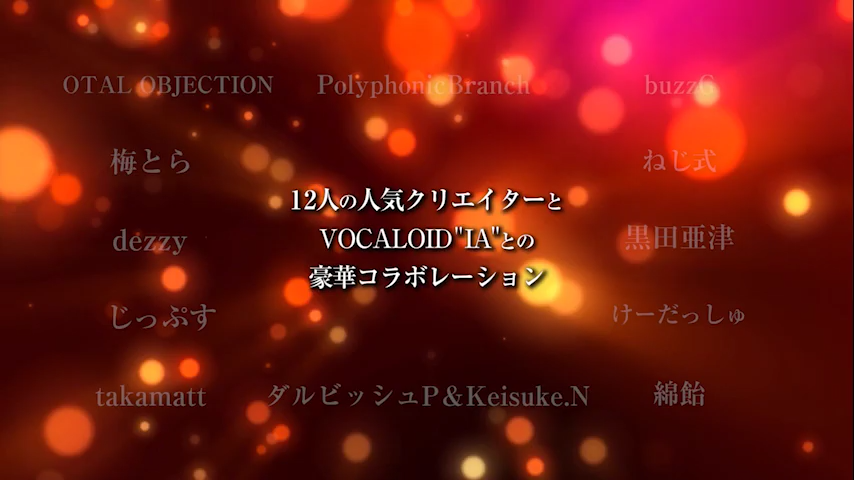 OTAL OBJECTION PolyphonicBranch buzzG
梅とら ねじ式
12人の人気クリエイターと
dezzy VOCALOID"IA"との 黒田亜津
豪華コラボレーション
じっぷす けーだっしゅ
takamatt ダルビッシュP＆Keisuke.N 綿飴